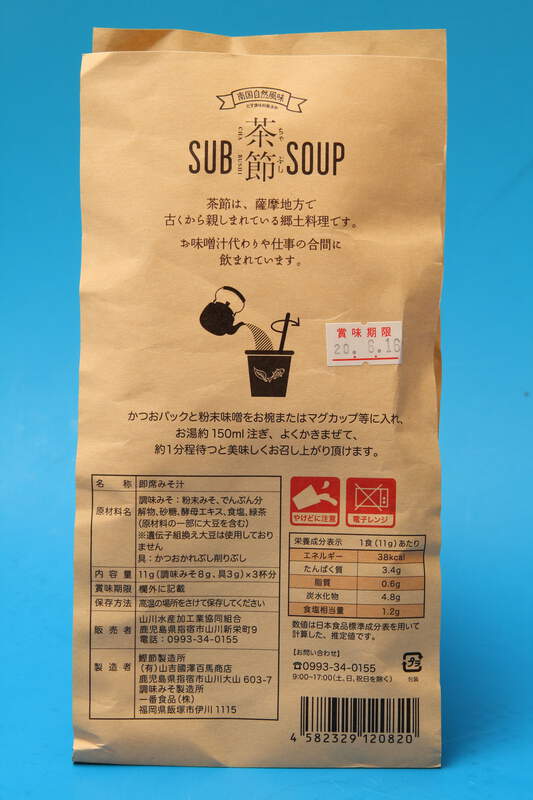 南国自然風味
SUB 茶節 SOUP
CHA BUSHI
ちゃ ぶし
茶節は、薩摩地方で
古くから親しまれている郷土料理です。
お味噌汁代わりや仕事の合間に
飲まれています。
賞味期限
20. 6.16
かつおパックと粉末味噌をお椀またはマグカップ等に入れ、
お湯約150ml注ぎ、よくかきまぜて、
約1分程待つと美味しくお召し上がり頂けます。
名称 即席みそ汁
原材料名 調味みそ:粉末みそ、でんぷん分
解物、砂糖、酵母エキス、食塩、緑茶
(原材料の一部に大豆を含む)
※遺伝子組換え大豆は使用しており
ません
具:かつおかれぶし削りぶし
内容量 11g(調味みそ8g、具3g)×3杯分
賞味期限 欄外に記載
保存方法 高温の場所をさけて保存してください
販売者 山川水産加工業協同組合
鹿児島県指宿市山川新栄町9
電話:0993-34-0155
製造者 鰹節製造所
(有)山吉國澤百馬商店
鹿児島県指宿市山川大山 603-7
調味みそ製造所
一番食品(株)
福岡県飯塚市伊川 1115
やけどに注意
電子レンジ
栄養成分表示 1食(11g)あたり
エネルギー 38kcal
たんぱく質 3.4g
脂質 0.6g
炭水化物 4.8g
食塩相当量 1.2g
数値は日本食品標準成分表を用いて
計算した、推定値です。
【お問い合わせ】
☎0993-34-0155
9:00〜17:00(土、日、祝日を除く)
プラ
包装
4 582329 120820